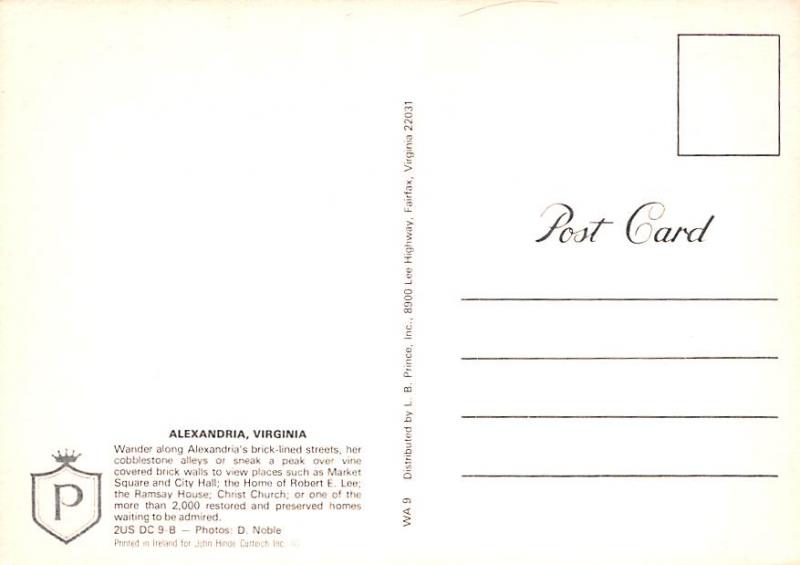 ALEXANDRIA, VIRGINIA
Wander along Alexandria's brick-lined streets, her
cobblestone alleys or sneak a peak over vine
covered brick walls to view places such as Market
Square and City Hall; the Home of Robert E. Lee;
the Ramsay House; Christ Church; or one of the
more than 2,000 restored and preserved homes
waiting to be admired.
2US DC 9-B — Photos: D. Noble
Printed in Ireland for John Hinde Curteich Inc.
P
WA 9 Distributed by L. B. Prince, Inc., 8900 Lee Highway, Fairfax, Virginia 22031
Post Card